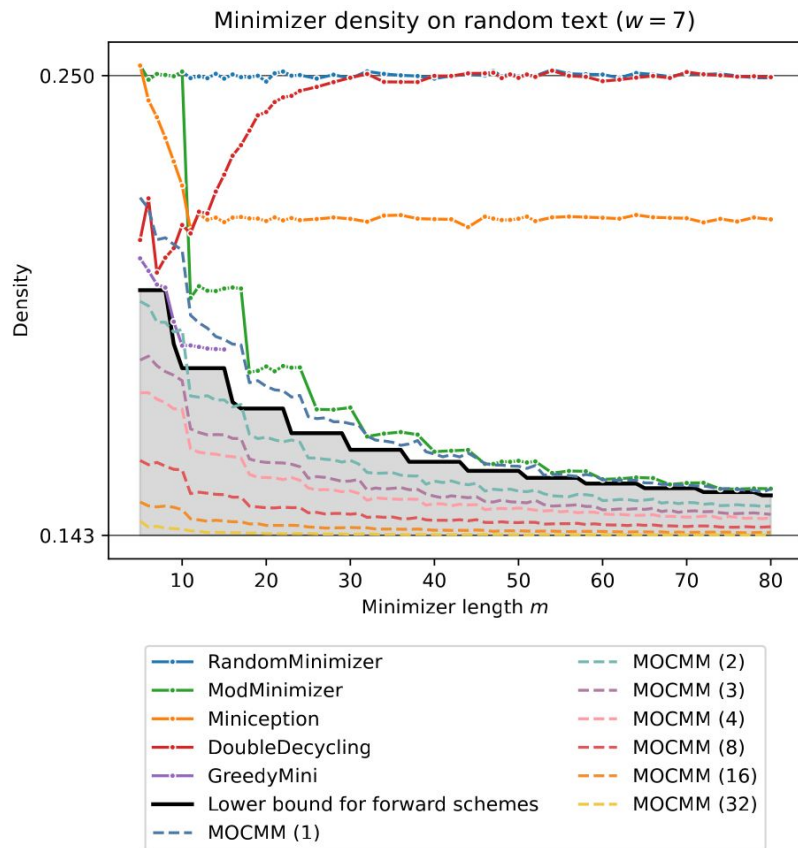 Minimizer density on random text (w = 7)
0.250
Density
0.143
10 20 30 40 50 60 70 80
Minimizer length m
RandomMinimizer
ModMinimizer
Miniception
DoubleDecycling
GreedyMini
Lower bound for forward schemes
MOCMM (1)
MOCMM (2)
MOCMM (3)
MOCMM (4)
MOCMM (8)
MOCMM (16)
MOCMM (32)